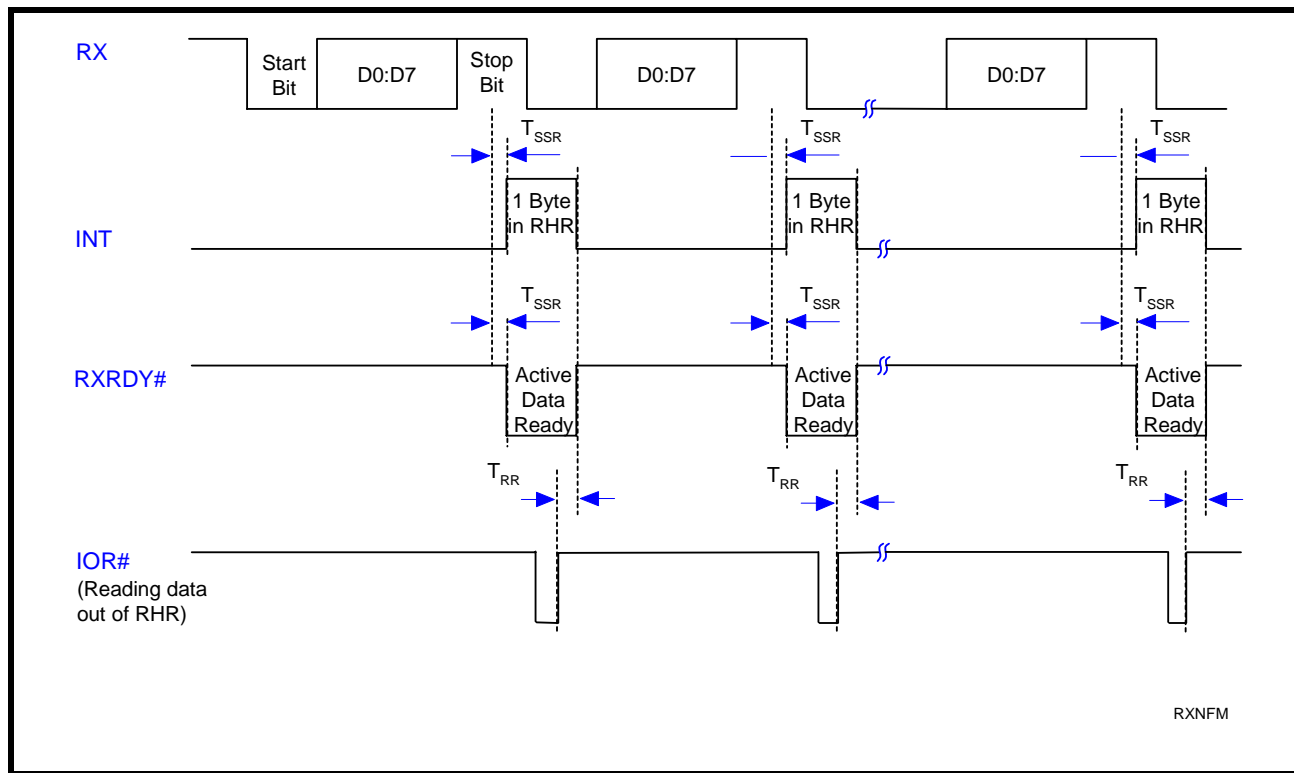 RX
Start
Bit
D0:D7
Stop
Bit
D0:D7
D0:D7
TSSR
TSSR
TSSR
INT
1 Byte
in RHR
1 Byte
in RHR
1 Byte
in RHR
TSSR
TSSR
TSSR
RXRDY#
Active
Data
Ready
Active
Data
Ready
Active
Data
Ready
TRR
TRR
TRR
IOR#
(Reading data
out of RHR)
RXNFM